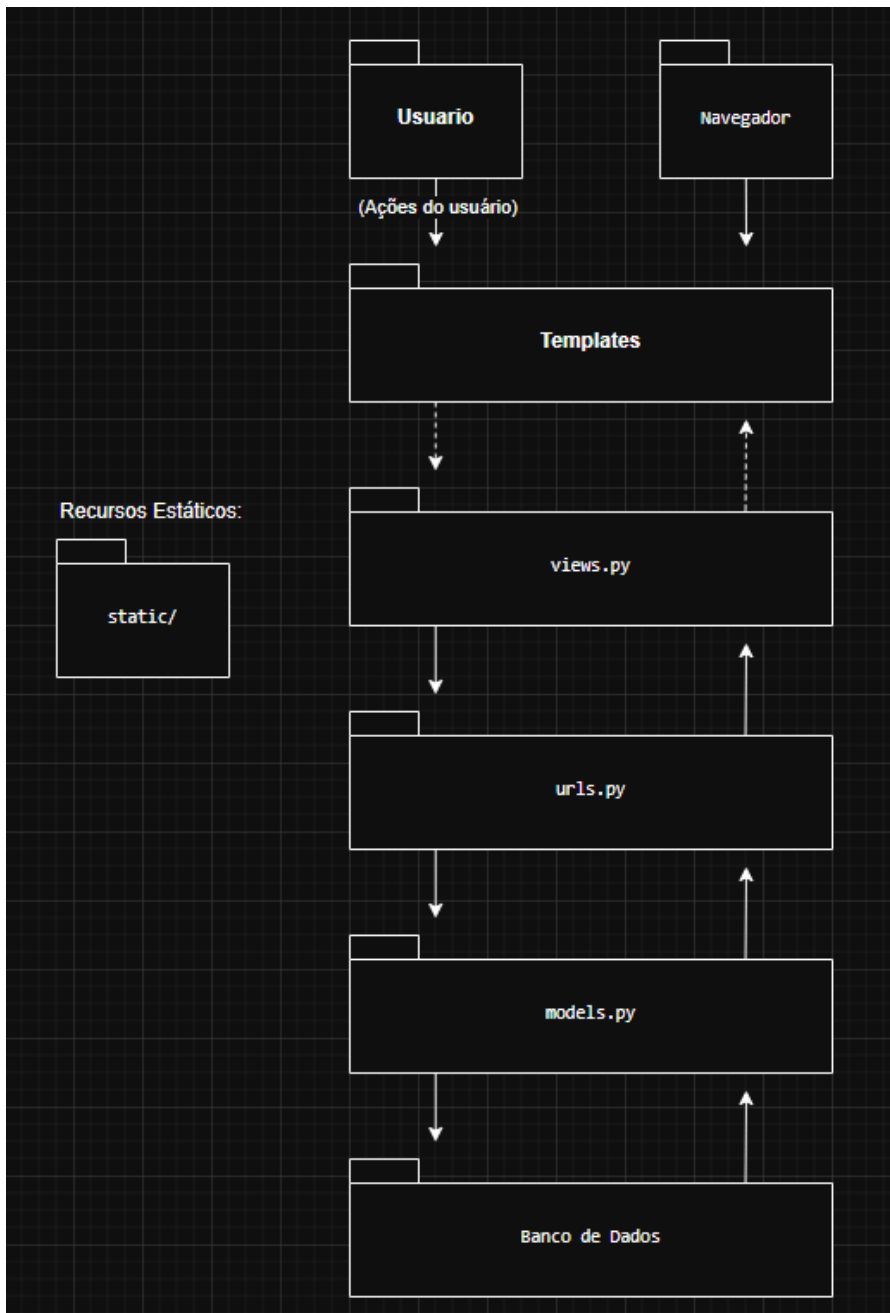 Usuario
Navegador
(Ações do usuário)
Templates
Recursos Estáticos:
views.py
static/
urls.py
models.py
Banco de Dados